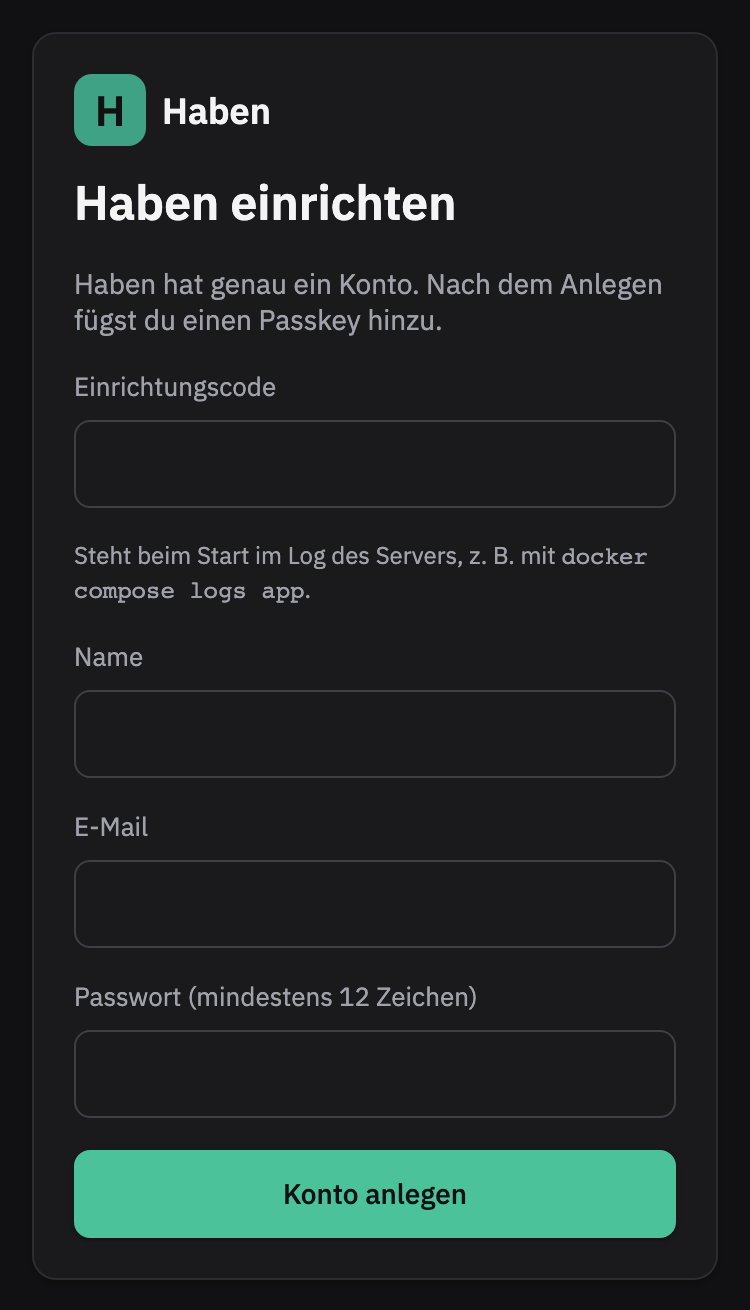 H Haben
Haben einrichten
Haben hat genau ein Konto. Nach dem Anlegen
fügst du einen Passkey hinzu.
Einrichtungscode
Steht beim Start im Log des Servers, z. B. mit docker
compose logs app.
Name
E-Mail
Passwort (mindestens 12 Zeichen)
Konto anlegen